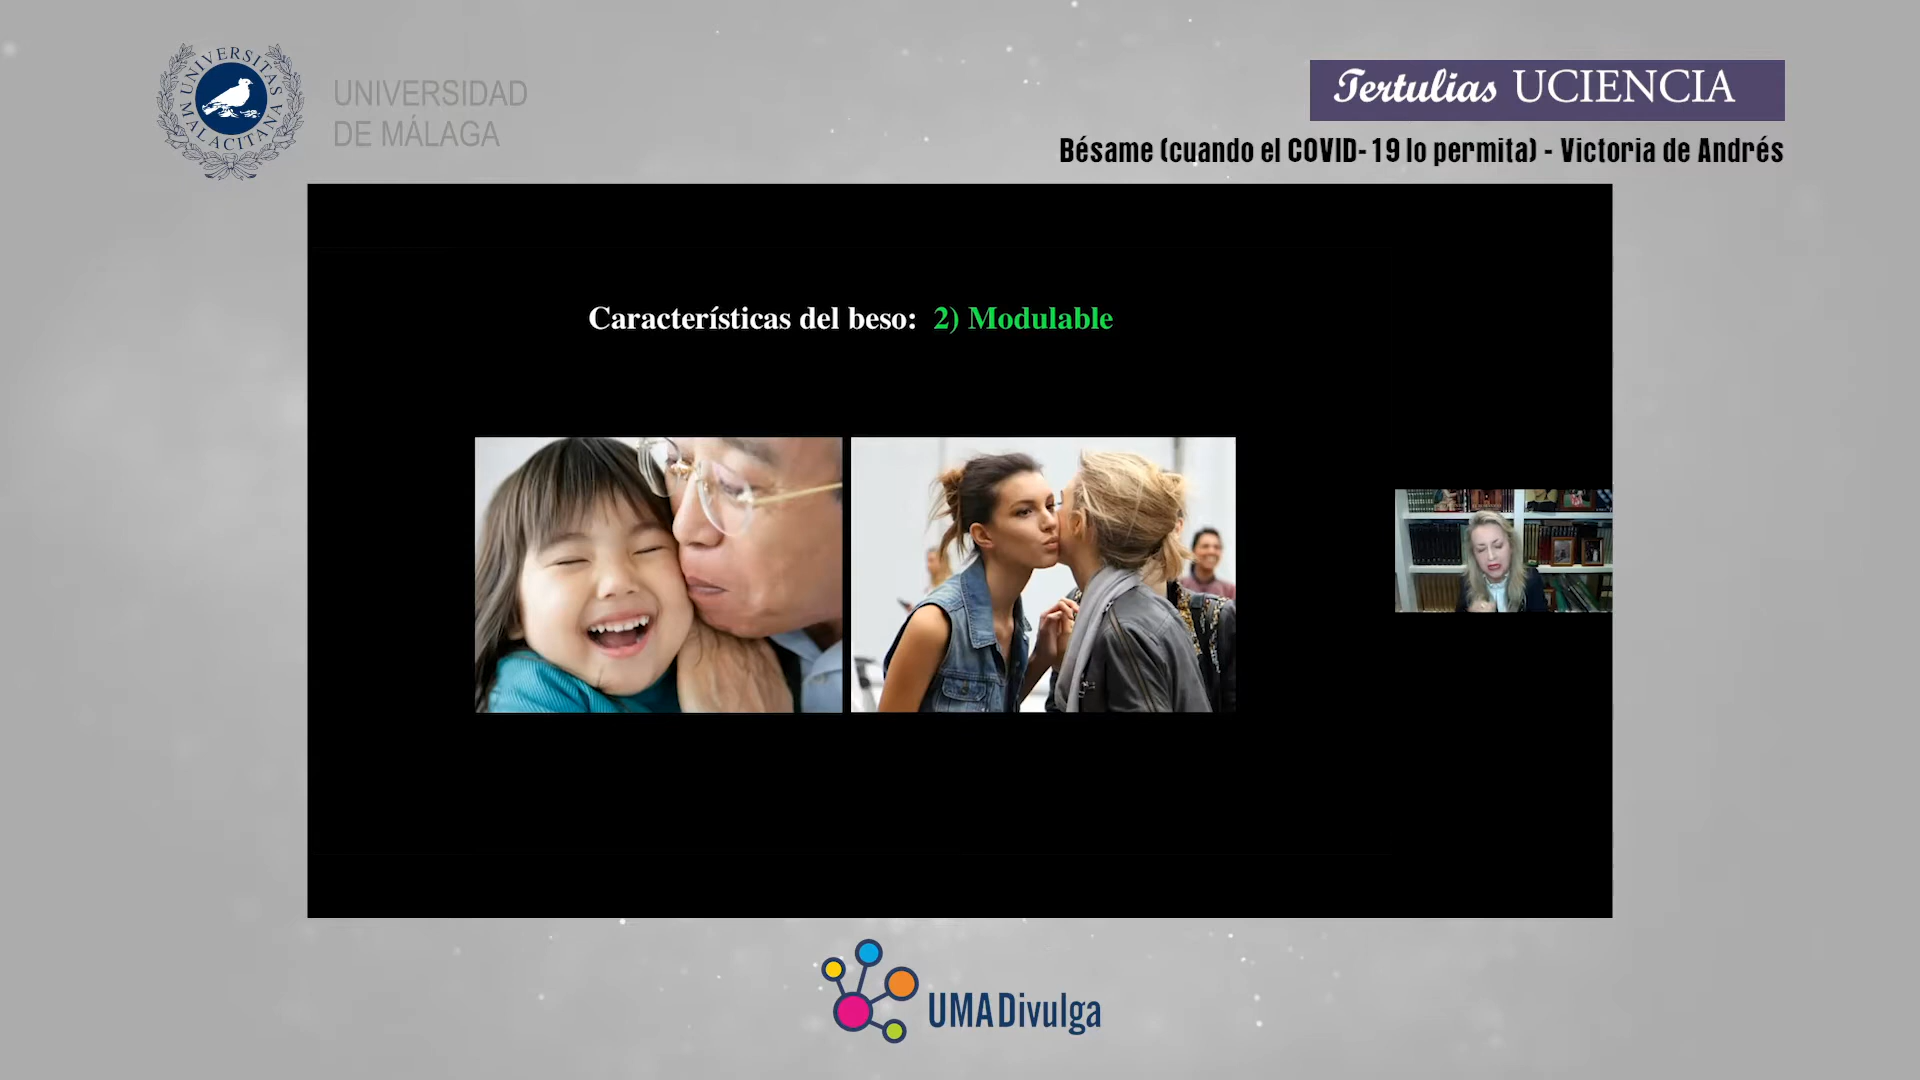 UNIVERSITAS MALACITANA
UNIVERSIDAD
DE MÁLAGA
Tertulias UCIENCIA
Bésame (cuando el COVID-19 lo permita) - Victoria de Andrés
Características del beso: 2) Modulable
UMADivulga